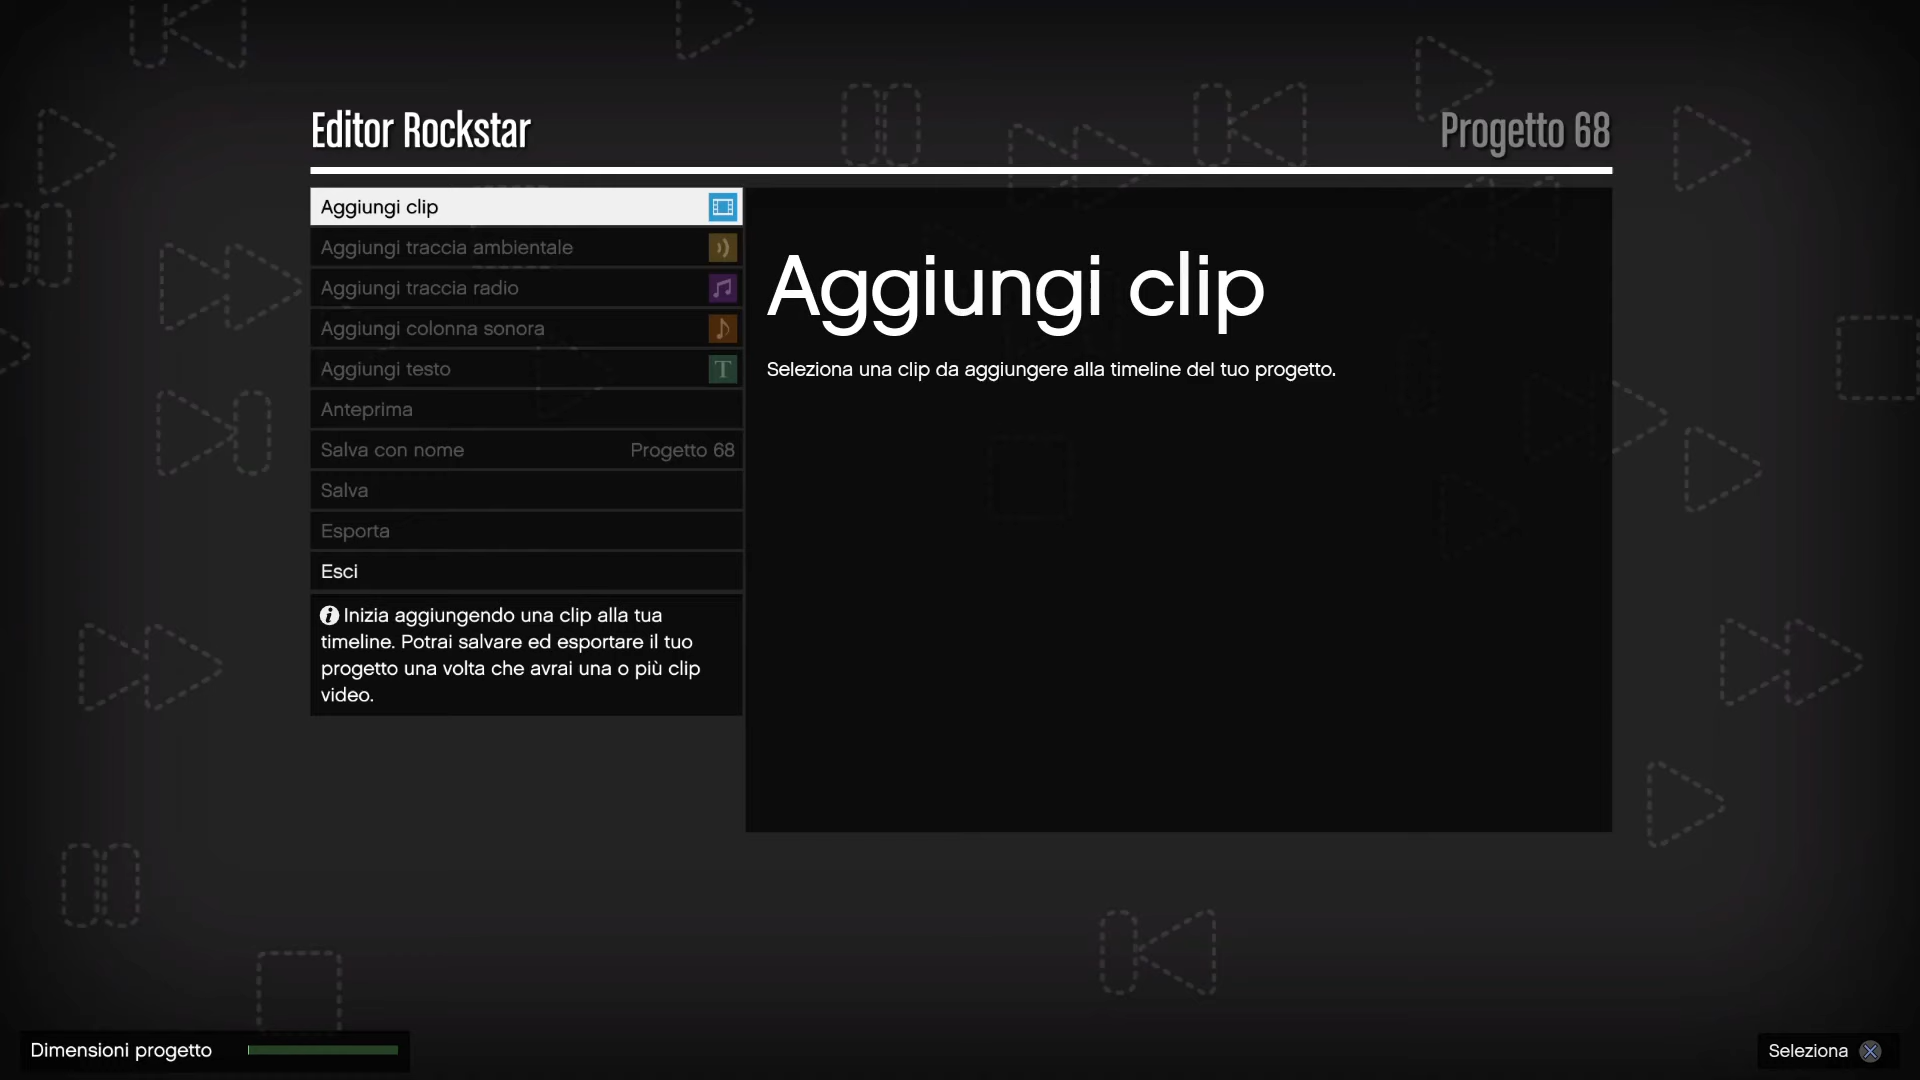 Editor Rockstar
Progetto 68
Aggiungi clip
Aggiungi traccia ambientale
Aggiungi traccia radio
Aggiungi colonna sonora
Aggiungi testo
T
Anteprima
Salva con nome Progetto 68
Salva
Esporta
Esci
Inizia aggiungendo una clip alla tua
timeline. Potrai salvare ed esportare il tuo
progetto una volta che avrai una o più clip
video.
Aggiungi clip
Seleziona una clip da aggiungere alla timeline del tuo progetto.
Dimensioni progetto
Seleziona